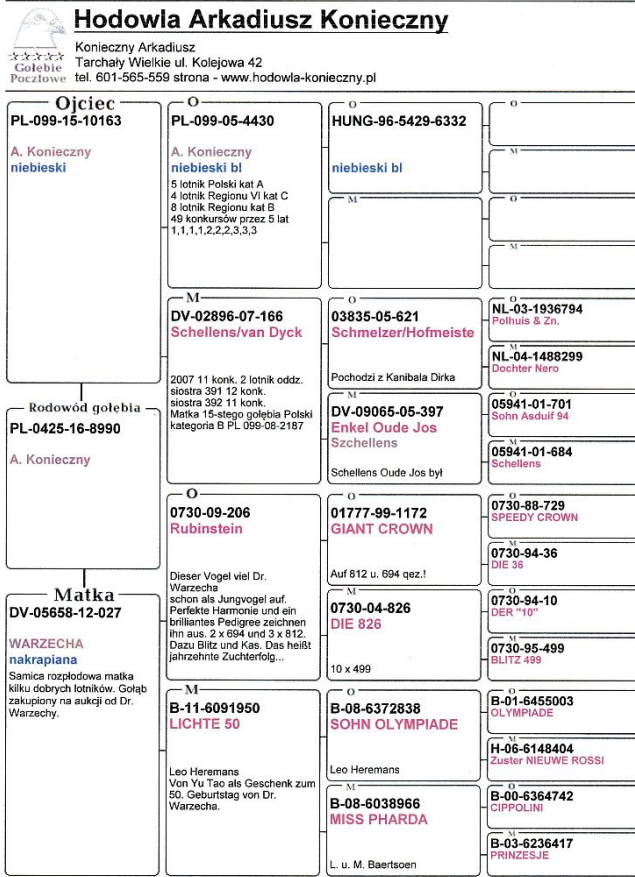 Hodowla Arkadiusz Konieczny
Konieczny Arkadiusz
Tarchały Wielkie ul. Kolejowa 42
tel. 601-565-559 strona - www.hodowla-konieczny.pl
Gołębie
Pocztowe
Ojciec
PL-099-15-10163
A. Konieczny
niebieski
Rodowód gołębia
PL-0425-16-8990
A. Konieczny
Matka
DV-05658-12-027
WARZECHA
nakrapiana
Samica rozpłodowa matka
kilku dobrych lotników. Gołąb
zakupiony na aukcji od Dr.
Warzechy.
O
PL-099-05-4430
A. Konieczny
niebieski bl
5 lotnik Polski kat A
4 lotnik Regionu VI kat C
8 lotnik Regionu kat B
49 konkursów przez 5 lat
1,1,1,1,2,2,2,3,3,3
M
DV-02896-07-166
Schellens/van Dyck
2007 11 konk. 2 lotnik oddz.
siostra 391 12 konk.
siostra 392 11 konk.
Matka 15-stego gołębia Polski
kategoria B PL 099-08-2187
O
0730-09-206
Rubinstein
Dieser Vogel viel Dr.
Warzecha
schon als Jungvogel auf.
Perfekte Harmonie und ein
brilliantes Pedigree zeichnen
ihn aus. 2 x 694 und 3 x 812.
Dazu Blitz und Kas. Das heißt
jahrzehnte Zuchterfolg...
M
B-11-6091950
LICHTE 50
Leo Heremans
Von Yu Tao als Geschenk zum
50. Geburtstag von Dr.
Warzecha.
O
HUNG-96-5429-6332
niebieski bl
M
O
03835-05-621
Schmelzer/Hofmeiste
Pochodzi z Kanibala Dirka
M
DV-09065-05-397
Enkel Oude Jos
Szchellens
Schellens Oude Jos był
O
01777-99-1172
GIANT CROWN
Auf 812 u. 694 qez.!
M
0730-04-826
DIE 826
10 x 499
O
B-08-6372838
SOHN OLYMPIADE
Leo Heremans
M
B-08-6038966
MISS PHARDA
L. u. M. Baertsoen
O
M
O
M
O
NL-03-1936794
Polhuis & Zn.
M
NL-04-1488299
Dochter Nero
O
05941-01-701
Sohn Asduif 94
M
05941-01-684
Schellens
O
0730-88-729
SPEEDY CROWN
M
0730-94-36
DIE 36
O
0730-94-10
DER "10"
M
0730-95-499
BLITZ 499
O
B-01-6455003
OLYMPIADE
M
H-06-6148404
Zuster NIEUWE ROSSI
O
B-00-6364742
CIPPOLINI
M
B-03-6236417
PRINZESJE